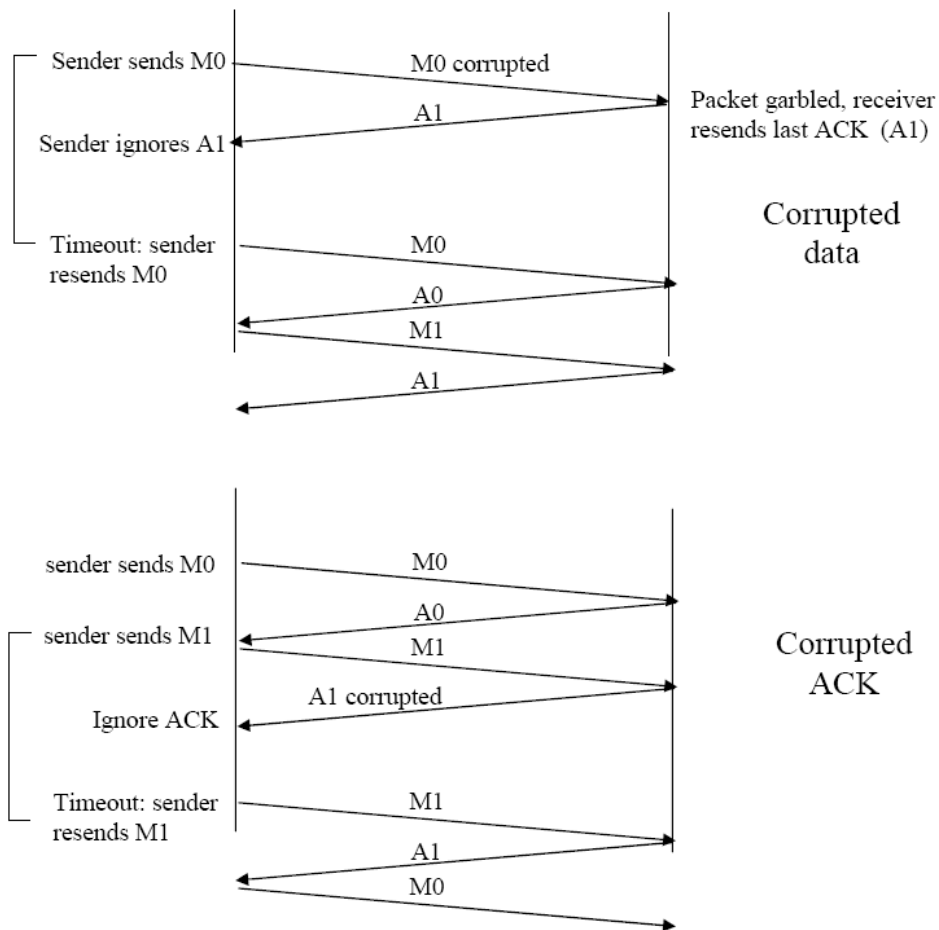 Sender sends M0
M0 corrupted
Packet garbled, receiver
resends last ACK  (A1)
A1
Sender ignores A1
Corrupted
data
Timeout: sender
resends M0
M0
A0
M1
A1
sender sends M0
M0
A0
sender sends M1
M1
Corrupted
ACK
A1 corrupted
Ignore ACK
Timeout: sender
resends M1
M1
A1
M0